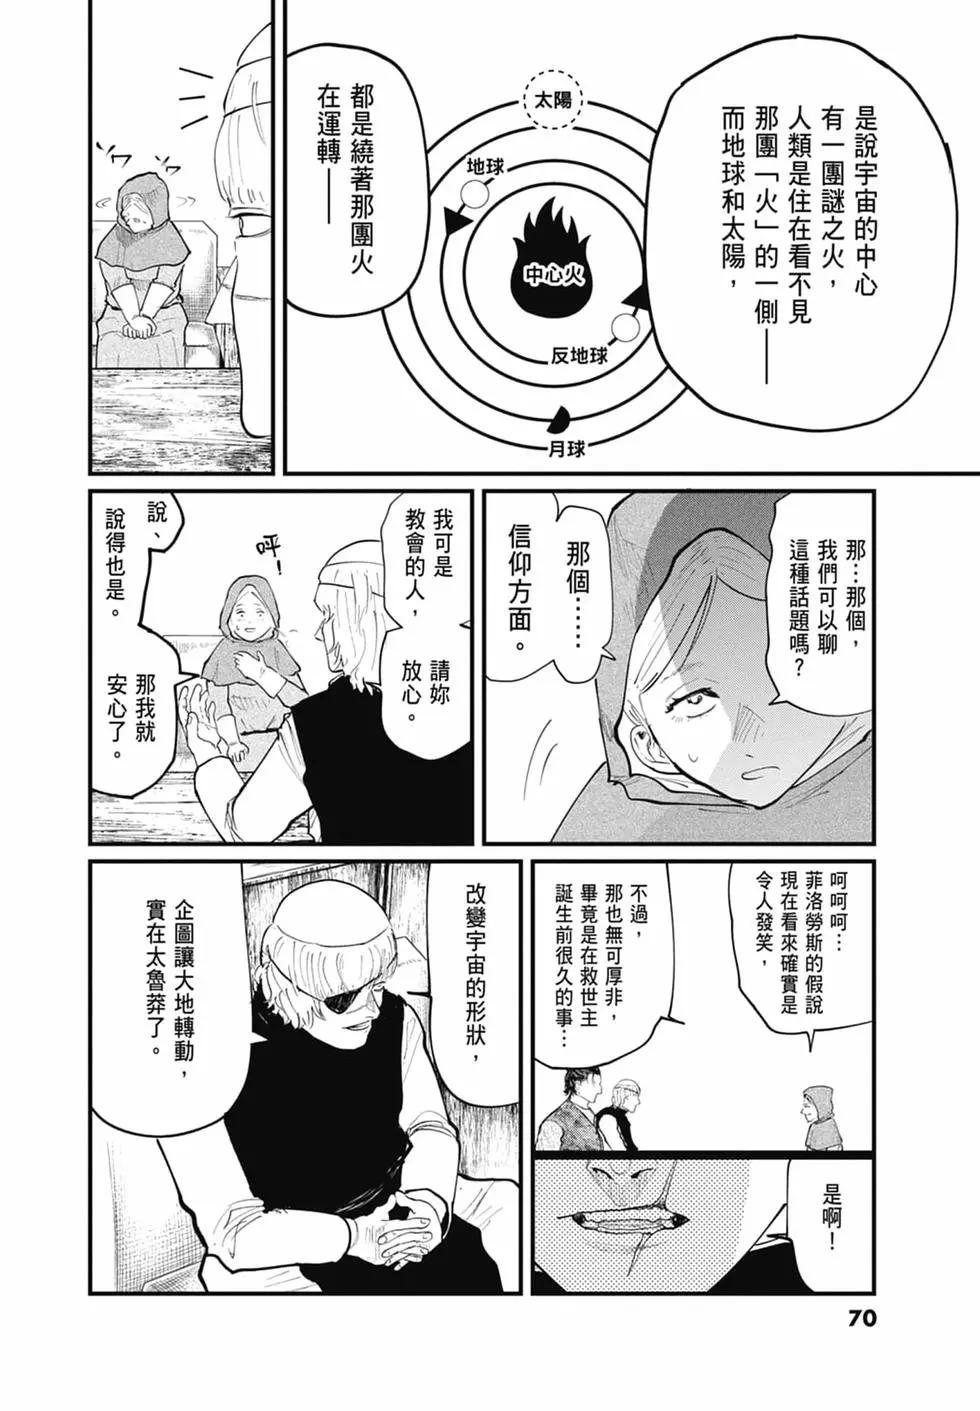 是說宇宙的中心
有一團謎之火，
人類是住在看不見
那團「火」的一側——
而地球和太陽，
太陽
地球
中心火
反地球
月球
都是繞著那團火
在運轉——
那…那個，
我們可以聊
這種話題嗎？
那個……
信仰方面。
我可是
教會的人，
請妳
放心。
呼！
說、
說得也是。
那我就
安心了。
呵呵呵…
菲洛勞斯的假說
現在看來確實是
令人發笑，
不過，
那也無可厚非，
畢竟是在救世主
誕生前很久的事…
是啊！
改變宇宙的形狀，
企圖讓大地轉動，
實在太魯莽了。
70